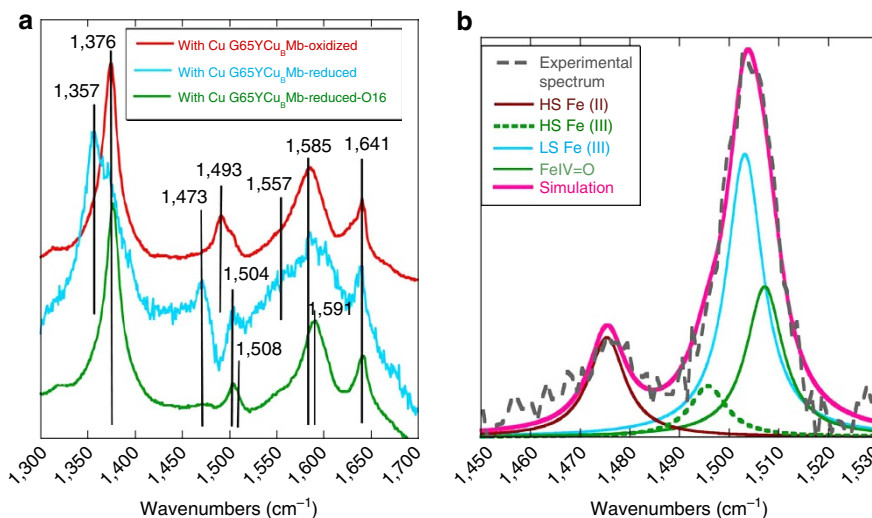 a
1,376
1,357
With Cu G65YCu_BMb-oxidized
With Cu G65YCu_BMb-reduced
With Cu G65YCu_BMb-reduced-O16
1,585
1,641
1,493
1,473
1,557
1,504
1,591
1,508
1,300
1,350
1,400
1,450
1,500
1,550
1,600
1,650
1,700
Wavenumbers (cm⁻¹)
b
Experimental
spectrum
HS Fe (II)
HS Fe (III)
LS Fe (III)
FeIV=O
Simulation
1,450
1,460
1,470
1,480
1,490
1,500
1,510
1,520
1,530
Wavenumbers (cm⁻¹)